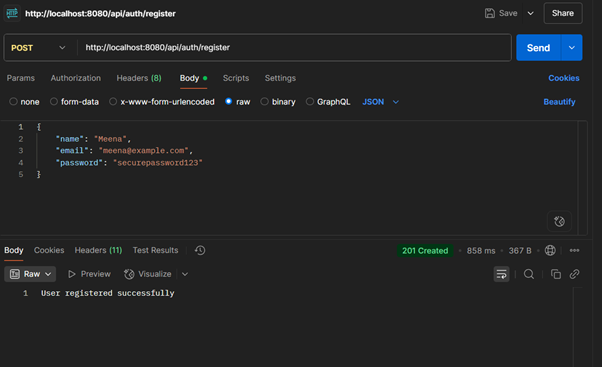 HTTP http://localhost:8080/api/auth/register Save Share
POST http://localhost:8080/api/auth/register Send
Params Authorization Headers (8) Body Scripts Settings Cookies
none form-data x-www-form-urlencoded raw binary GraphQL JSON Beautify
1 {
2 "name": "Meena",
3 "email": "meena@example.com",
4 "password": "securepassword123"
5 }
Body Cookies Headers (11) Test Results 201 Created 858 ms 367 B
Raw Preview Visualize
1 User registered successfully